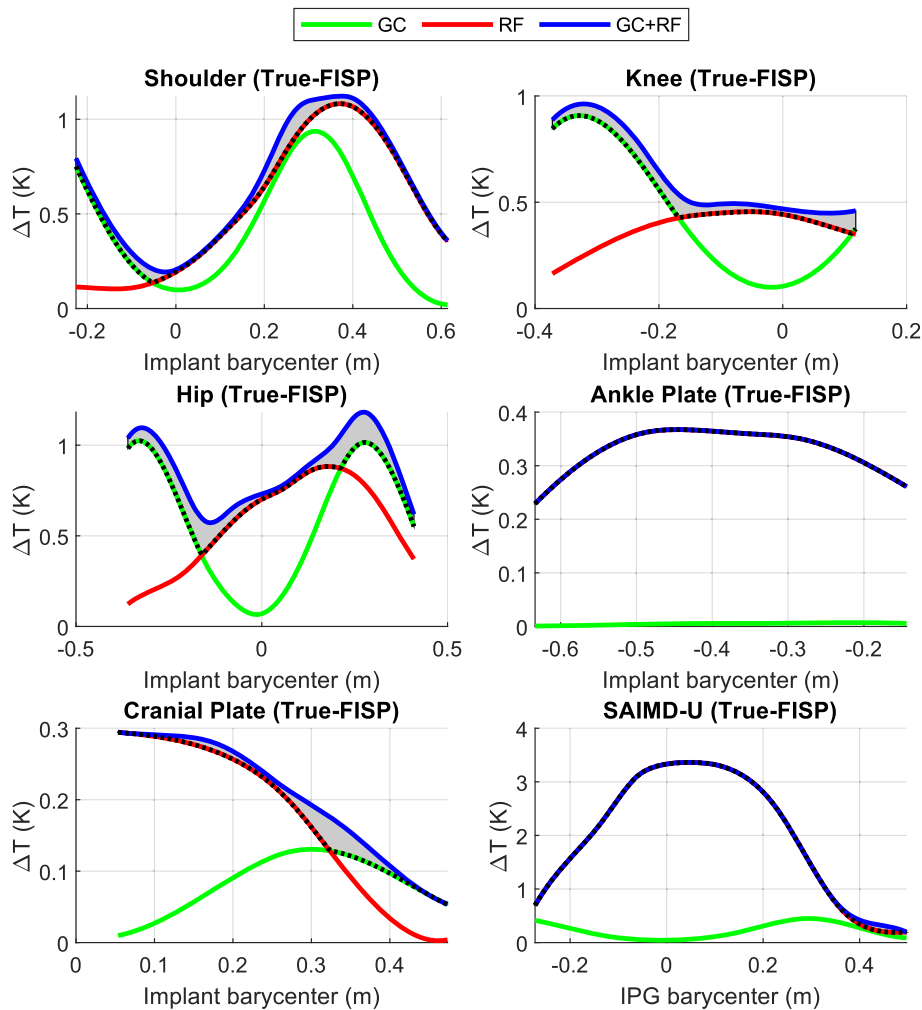 GC RF GC+RF
Shoulder (True-FISP)
1
0.5
0
ΔT (K)
-0.2 0 0.2 0.4 0.6
Implant barycenter (m)
Knee (True-FISP)
1
0.5
0
ΔT (K)
-0.4 -0.2 0 0.2
Implant barycenter (m)
Hip (True-FISP)
1
0.5
0
ΔT (K)
-0.5 0 0.5
Implant barycenter (m)
Ankle Plate (True-FISP)
0.4
0.3
0.2
0.1
0
ΔT (K)
-0.6 -0.5 -0.4 -0.3 -0.2
Implant barycenter (m)
Cranial Plate (True-FISP)
0.3
0.2
0.1
0
ΔT (K)
0 0.1 0.2 0.3 0.4
Implant barycenter (m)
SAIMD-U (True-FISP)
4
3
2
1
0
ΔT (K)
-0.2 0 0.2 0.4
IPG barycenter (m)